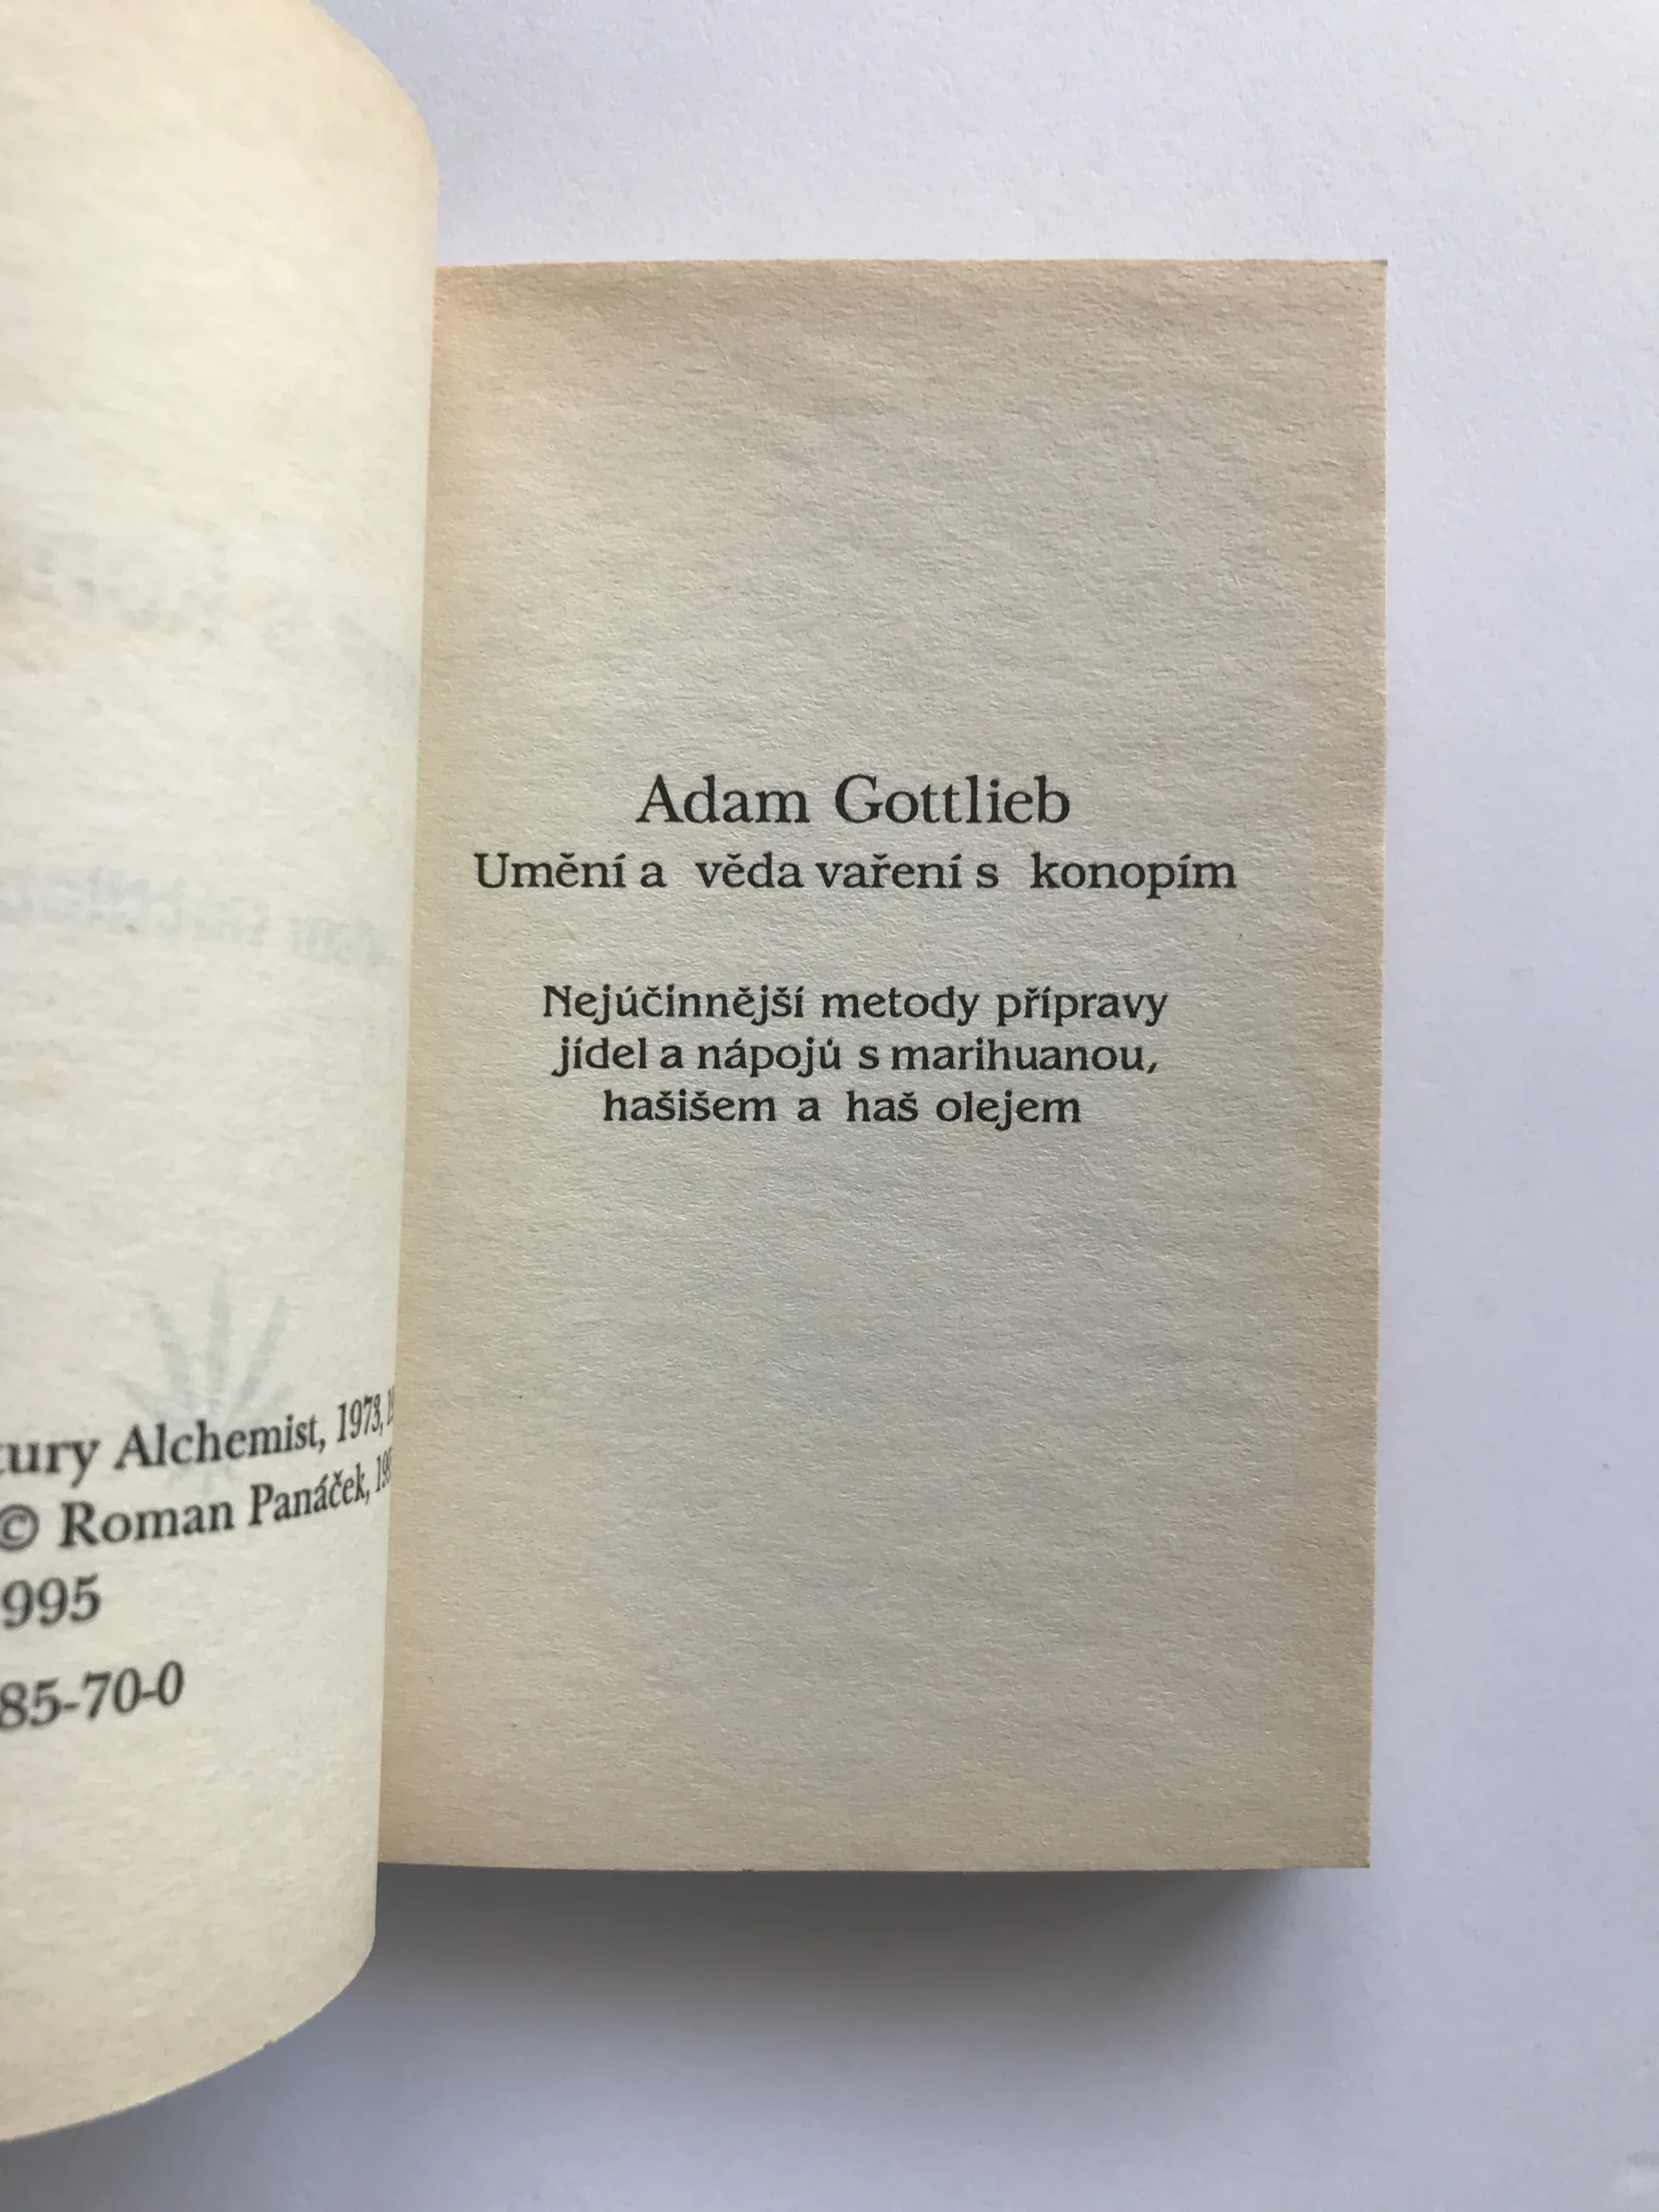 tury Alchemist, 1973,
© Roman Panáček,
995
85-70-0
Adam Gottlieb
Umění a věda vaření s konopím
Nejúčinnější metody přípravy
jídel a nápojů s marihuanou,
hašišem a haš olejem